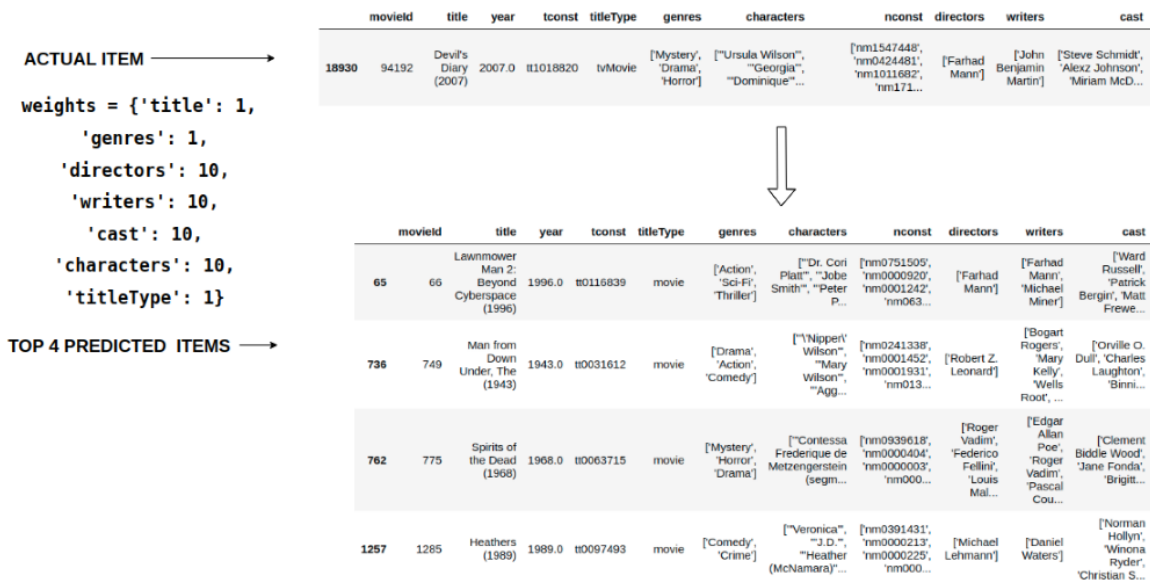 movieId title year tconst titleType genres characters nconst directors writers cast
ACTUAL ITEM
18930 94192 Devil's Diary (2007) 2007.0 tt1018820 tvMovie ['Mystery', 'Drama', 'Horror'] ["'Ursula Wilson'", "'Georgia'", "'Dominique'"... ['nm1547448', 'nm0424481', 'nm1011682', 'nm171... ['Farhad Mann'] ['John Benjamin Martin'] ['Steve Schmidt', 'Alexz Johnson', 'Miriam McD...
weights = {'title': 1,
'genres': 1,
'directors': 10,
'writers': 10,
'cast': 10,
'characters': 10,
'titleType': 1}
TOP 4 PREDICTED ITEMS
movieId title year tconst titleType genres characters nconst directors writers cast
65 66 Lawnmower Man 2: Beyond Cyberspace (1996) 1996.0 tt0116839 movie ['Action', 'Sci-Fi', 'Thriller'] ["'Dr. Cori Platt'", "'Jobe Smith'", "'Peter P... ['nm0751505', 'nm0000920', 'nm0001242', 'nm063... ['Farhad Mann'] ['Farhad Mann', 'Michael Miner'] ['Ward Russell', 'Patrick Bergin', 'Matt Frewe...
736 749 Man from Down Under, The (1943) 1943.0 tt0031612 movie ['Drama', 'Action', 'Comedy'] ["'\'Nipper\' Wilson'", "'Mary Wilson'", "'Agg... ['nm0241338', 'nm0001452', 'nm0001931', 'nm013... ['Robert Z. Leonard'] ['Bogart Rogers', 'Mary Kelly', 'Wells Root', ... ['Orville O. Dull', 'Charles Laughton', 'Binni...
762 775 Spirits of the Dead (1968) 1968.0 tt0063715 movie ['Mystery', 'Horror', 'Drama'] ["'Contessa Frederique de Metzengerstein (segm... ['nm0939618', 'nm0000404', 'nm0000003', 'nm000... ['Roger Vadim', 'Federico Fellini', 'Louis Mal... ['Edgar Allan Poe', 'Roger Vadim', 'Pascal Cou... ['Clement Biddle Wood', 'Jane Fonda', 'Brigitt...
1257 1285 Heathers (1989) 1989.0 tt0097493 movie ['Comedy', 'Crime'] ["'Veronica'", "'J.D.'", "'Heather (McNamara)'... ['nm0391431', 'nm0000213', 'nm0000225', 'nm000... ['Michael Lehmann'] ['Daniel Waters'] ['Norman Hollyn', 'Winona Ryder', 'Christian S...